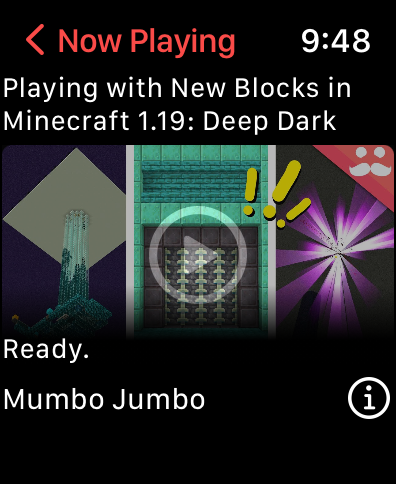 Now Playing 9:48
Playing with New Blocks in
Minecraft 1.19: Deep Dark
Ready.
Mumbo Jumbo